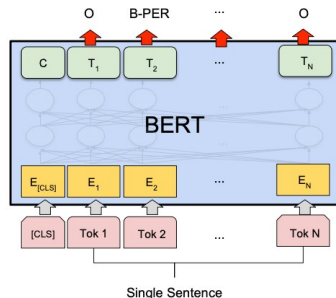 O B-PER ... O
C T1 T2 ... TN
BERT
E[CLS] E1 E2 ... EN
[CLS] Tok 1 Tok 2 ... Tok N
Single Sentence